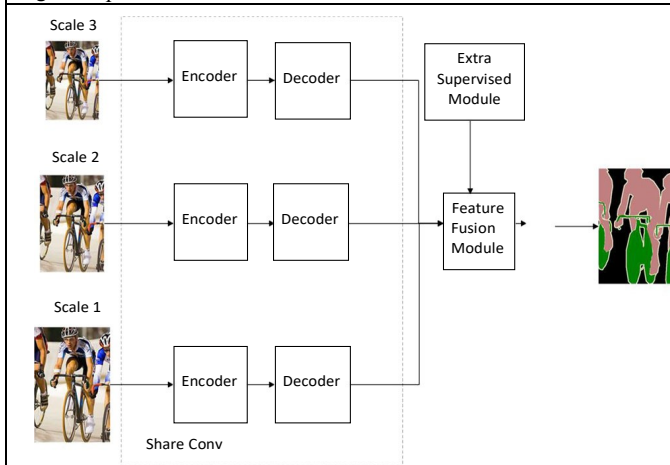 Scale 3
Encoder
Decoder
Extra
Supervised
Module
Scale 2
Encoder
Decoder
Feature
Fusion
Module
Scale 1
Encoder
Decoder
Share Conv